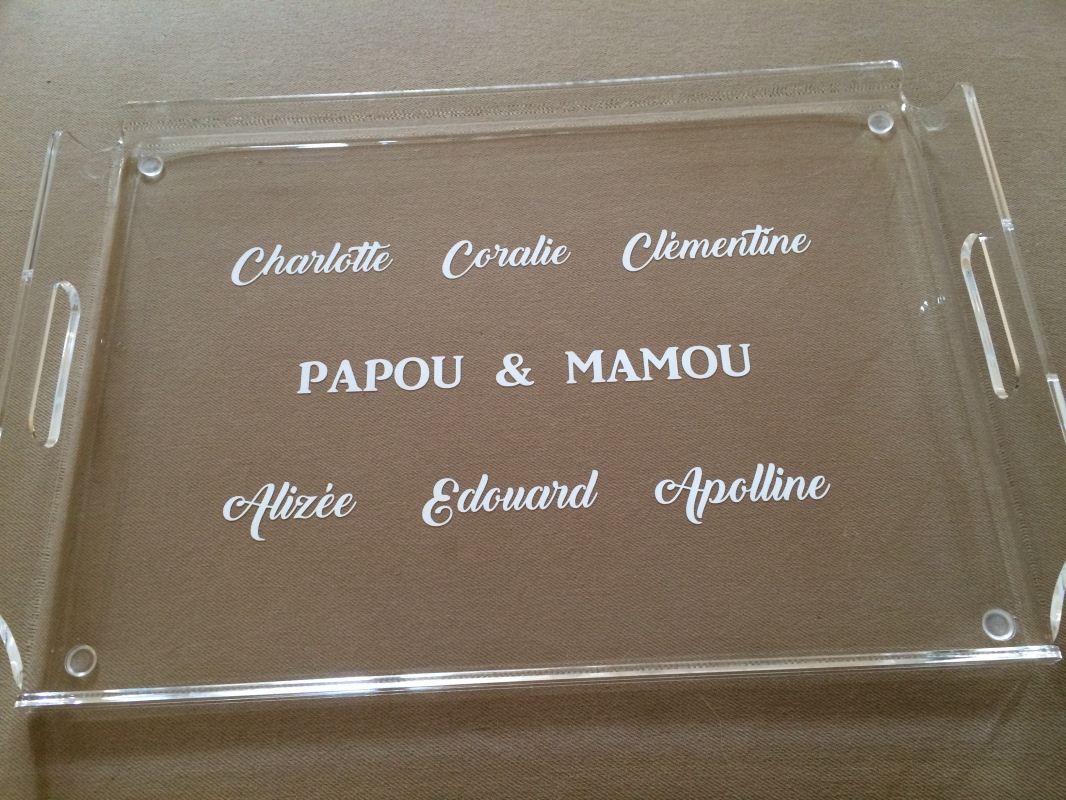 Charlotte Coralie Clémentine
PAPOU & MAMOU
Alizée Edouard Apolline